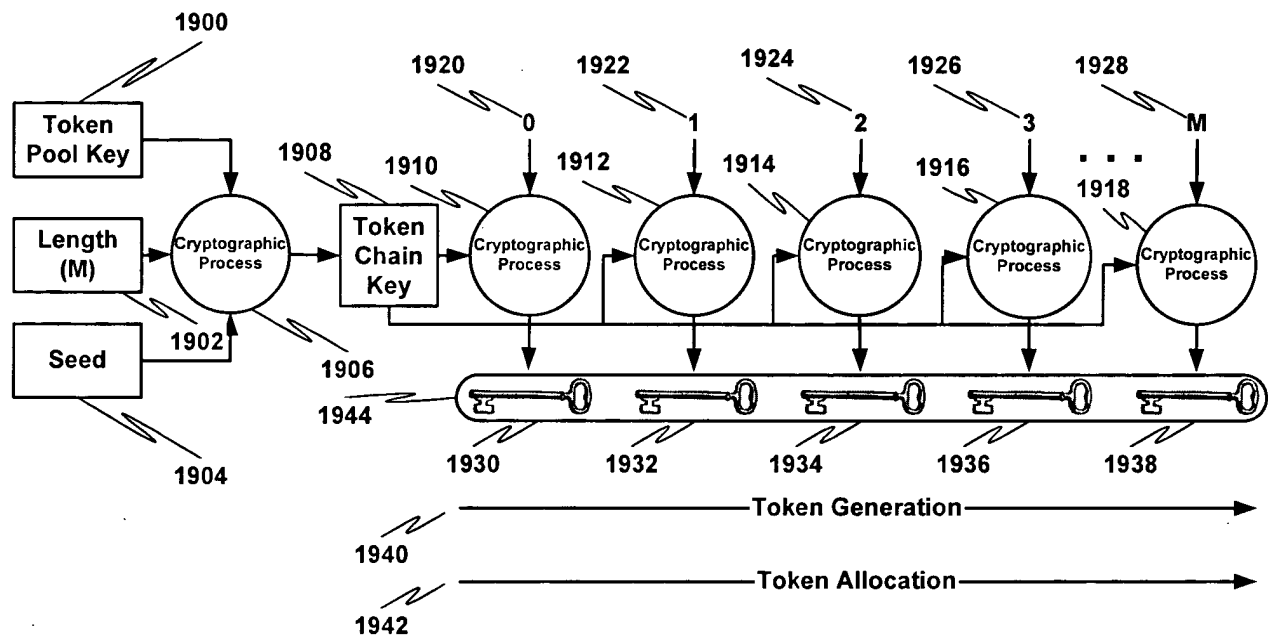 1900
1920
1922
1924
1926
1928
Token
Pool Key
0
1
2
3
M
1908
1910
1912
1914
1916
. . .
1918
Length
(M)
Cryptographic
Process
Token
Chain
Key
Cryptographic
Process
Cryptographic
Process
Cryptographic
Process
Cryptographic
Process
Cryptographic
Process
1902
Seed
1906
1944
1904
1930
1932
1934
1936
1938
Token Generation
1940
Token Allocation
1942